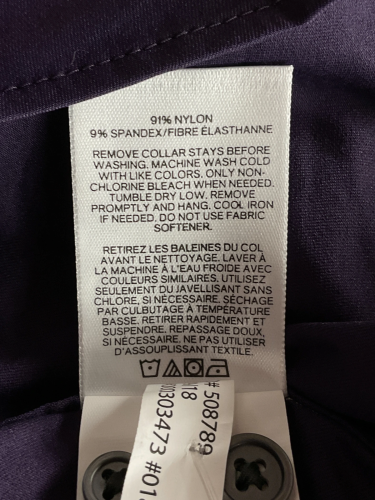 91% NYLON
9% SPANDEX/FIBRE ÉLASTHANNE
REMOVE COLLAR STAYS BEFORE
WASHING. MACHINE WASH COLD
WITH LIKE COLORS. ONLY NON-
CHLORINE BLEACH WHEN NEEDED.
TUMBLE DRY LOW. REMOVE
PROMPTLY AND HANG. COOL IRON
IF NEEDED. DO NOT USE FABRIC
SOFTENER.
RETIREZ LES BALEINES DU COL
AVANT LE NETTOYAGE. LAVER À
LA MACHINE À L'EAU FROIDE AVEC
COULEURS SIMILAIRES. UTILISEZ
SEULEMENT DU JAVELLISANT SANS
CHLORE, SI NÉCESSAIRE. SÉCHAGE
PAR CULBUTAGE À TEMPÉRATURE
BASSE. RETIRER RAPIDEMENT ET
SUSPENDRE. REPASSAGE DOUX,
SI NÉCESSAIRE. NE PAS UTILISER
D'ASSOUPLISSANT TEXTILE.
# 508789
018